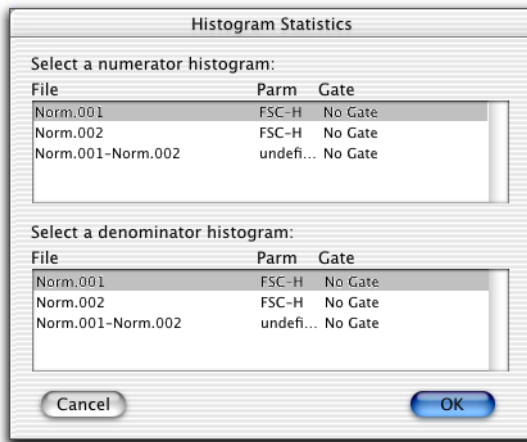 Histogram Statistics
Select a numerator histogram:
File Parm Gate
Norm.001 FSC-H No Gate
Norm.002 FSC-H No Gate
Norm.001-Norm.002 undefi... No Gate
Select a denominator histogram:
File Parm Gate
Norm.001 FSC-H No Gate
Norm.002 FSC-H No Gate
Norm.001-Norm.002 undefi... No Gate
Cancel OK